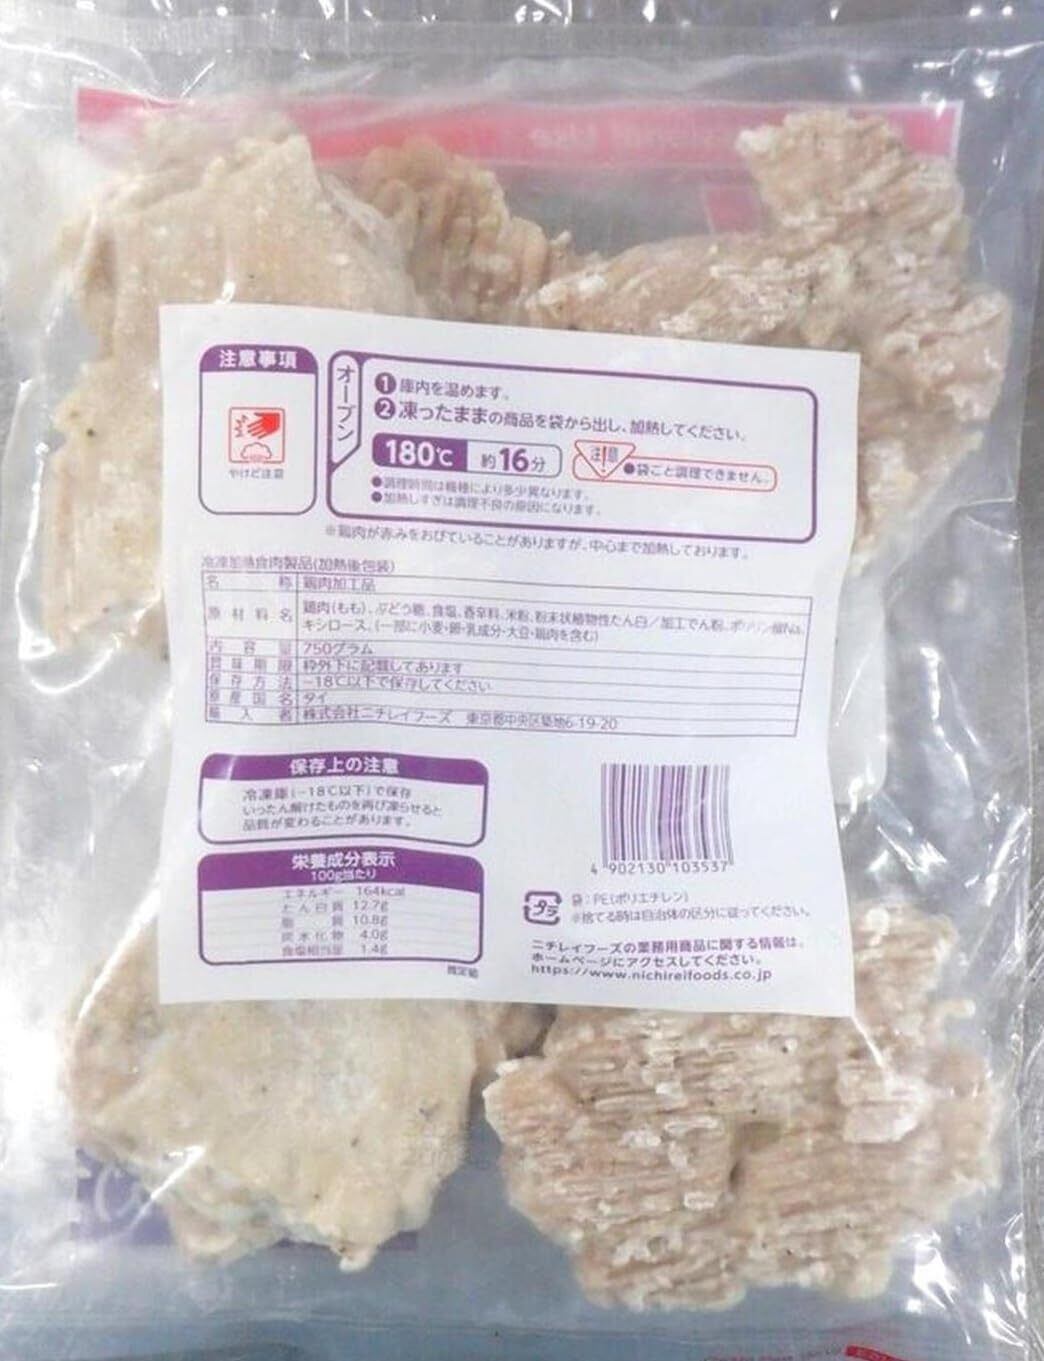 注意事項
やけど注意
オーブン
1 庫内を温めます。
2 凍ったままの商品を袋から出し、加熱してください。
180℃ 約16分
注意 ●袋ごと調理できません。
●調理時間は機種により多少異なります。
●加熱しすぎは調理不良の原因になります。
※鶏肉が赤みをおびていることがありますが、中心まで加熱しております。
冷凍加熱食肉製品(加熱後包装)
名称 鶏肉加工品
原材料名 鶏肉(もも)、ぶどう糖、食塩、香辛料、米粉、粉末状植物性たん白/加工でん粉、ポリリン酸Na、
キシロース、(一部に小麦・卵・乳成分・大豆・鶏肉を含む)
内容量 750グラム
賞味期限 枠外下に記載してあります
保存方法 -18℃以下で保存してください
原産国名 タイ
輸入者 株式会社ニチレイフーズ 東京都中央区築地6-19-20
保存上の注意
冷凍庫(-18℃以下)で保存
いったん解けたものを再び凍らせると
品質が変わることがあります。
栄養成分表示
100g当たり
エネルギー 164kcal
たん白質 12.7g
脂質 10.8g
炭水化物 4.0g
食塩相当量 1.4g
推定値
4 902130 103537
プラ
袋:PE(ポリエチレン)
※捨てる時は自治体の区分に従ってください。
ニチレイフーズの業務用商品に関する情報は、
ホームページにアクセスしてください。
https://www.nichireifoods.co.jp